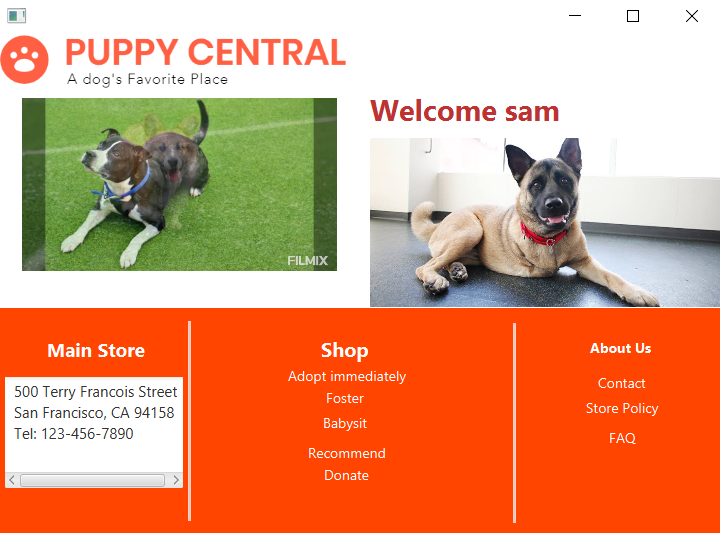 PUPPY CENTRAL
A dog's Favorite Place
Welcome sam
FILMIX
Main Store
500 Terry Francois Street
San Francisco, CA 94158
Tel: 123-456-7890
Shop
Adopt immediately
Foster
Babysit
Recommend
Donate
About Us
Contact
Store Policy
FAQ